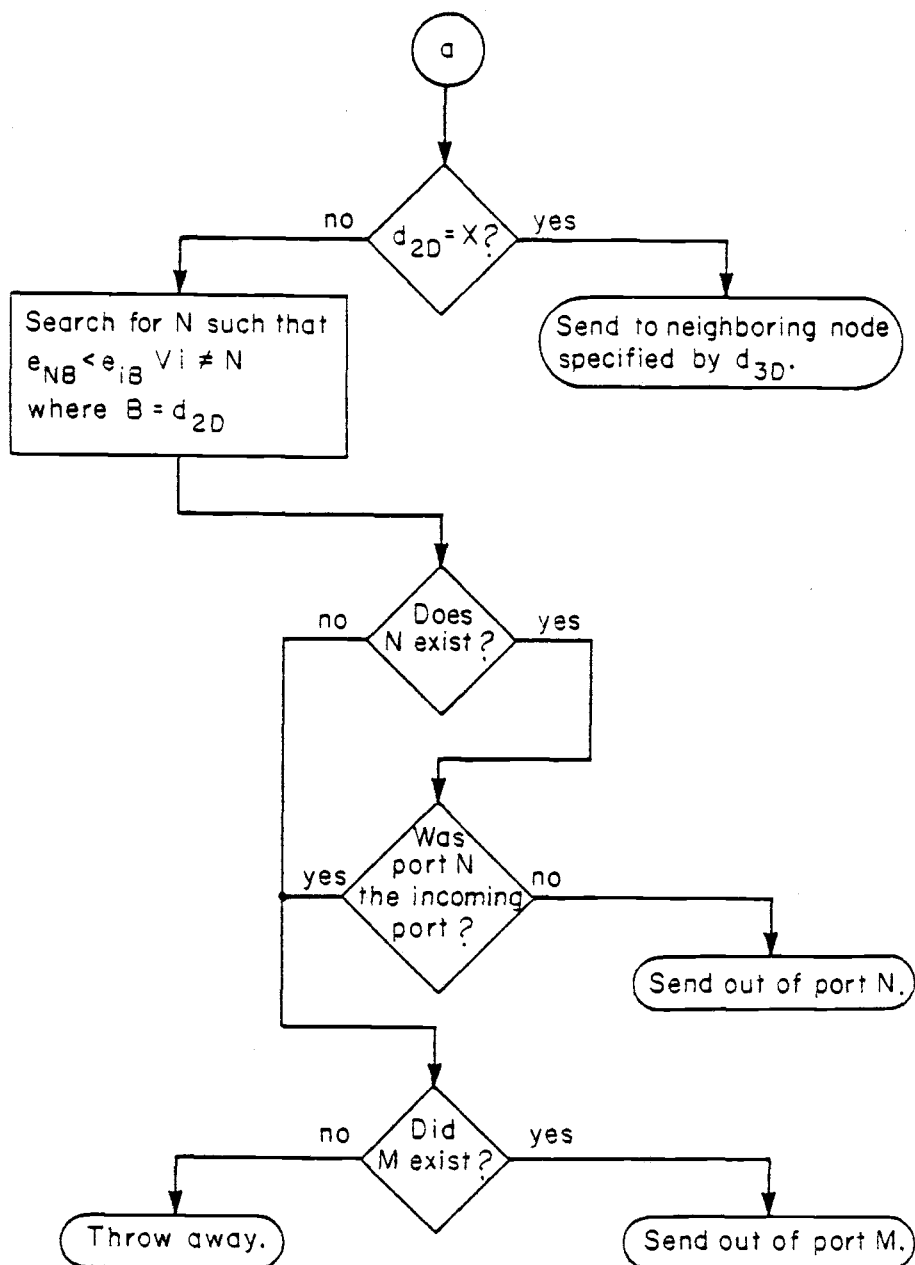 a
no
d2D = X?
yes
Search for N such that
eNB < eiB ∀i ≠ N
where B = d2D
Send to neighboring node
specified by d3D.
Does
N exist?
no
yes
Was
port N
the incoming
port?
yes
no
Send out of port N.
Did
M exist?
no
yes
Throw away.
Send out of port M.